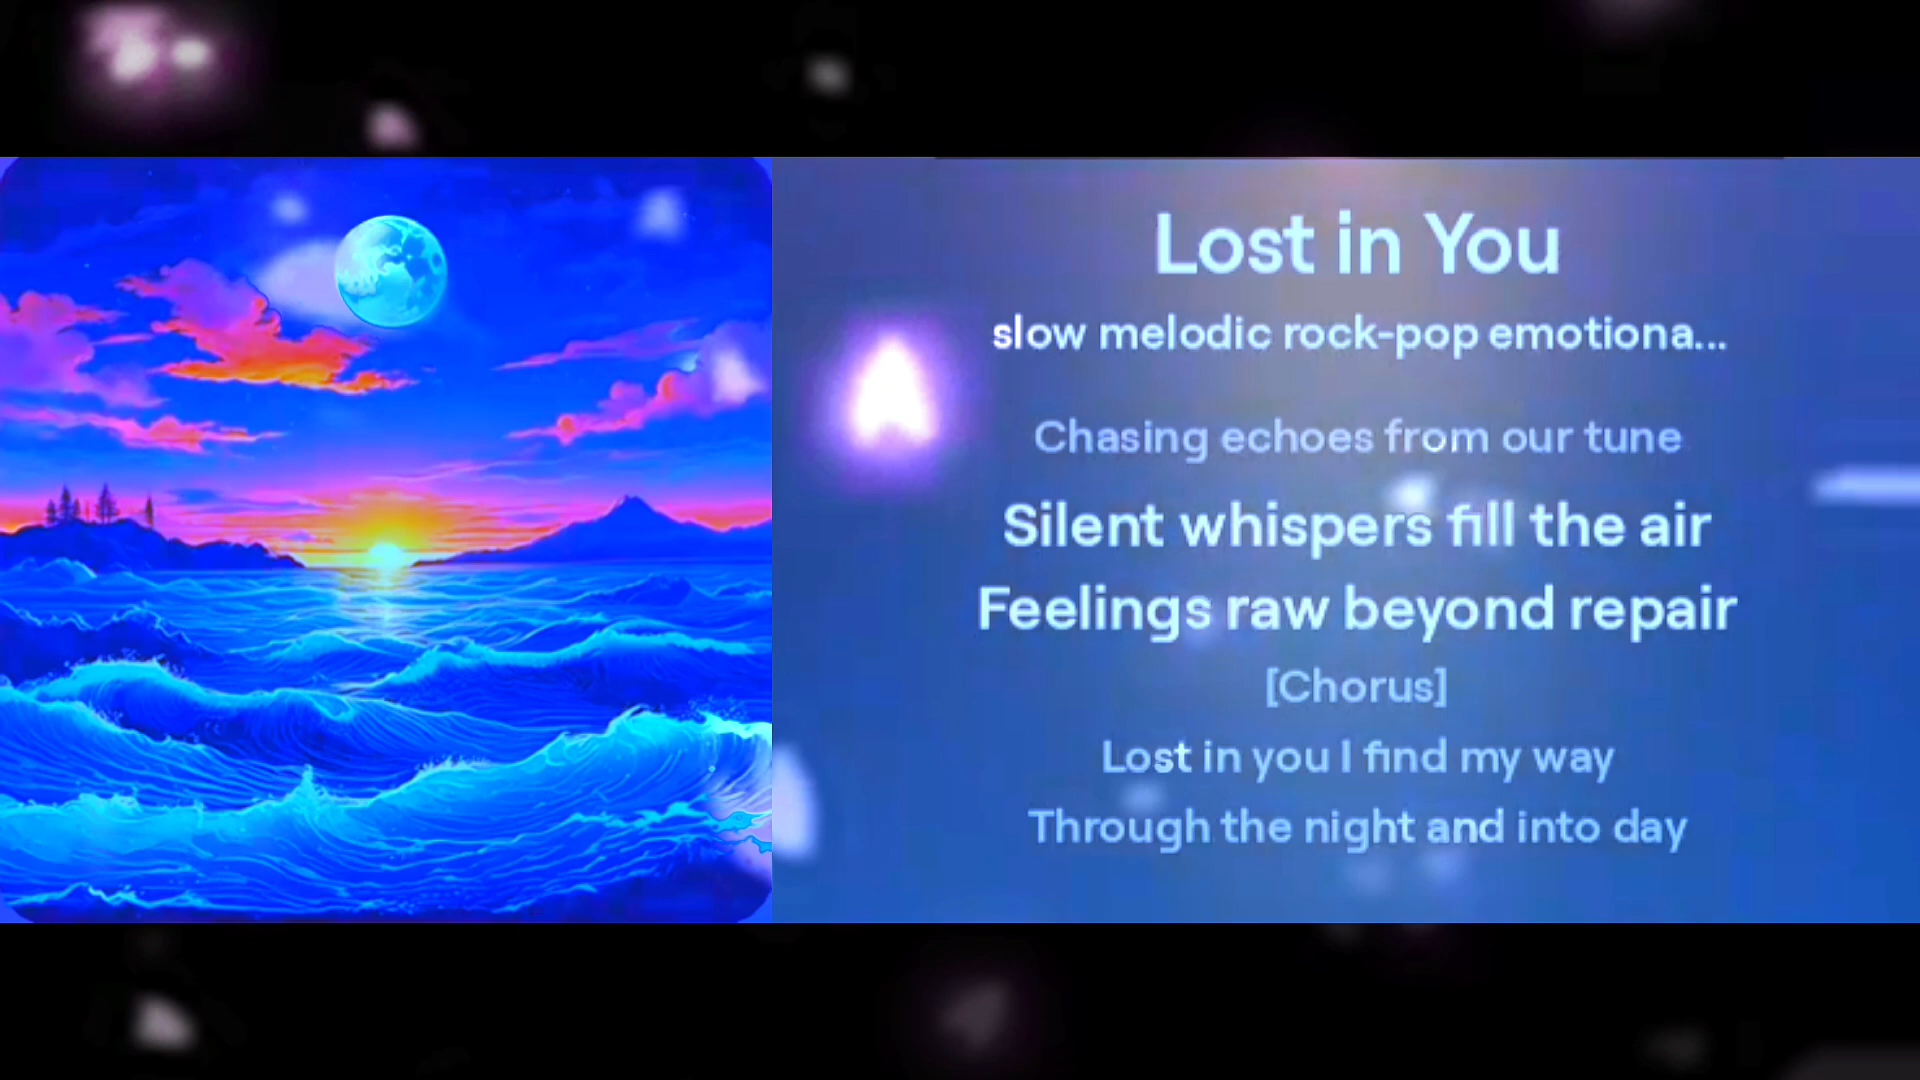 Lost in You
slow melodic rock-pop emotiona...
Chasing echoes from our tune
Silent whispers fill the air
Feelings raw beyond repair
[Chorus]
Lost in you I find my way
Through the night and into day